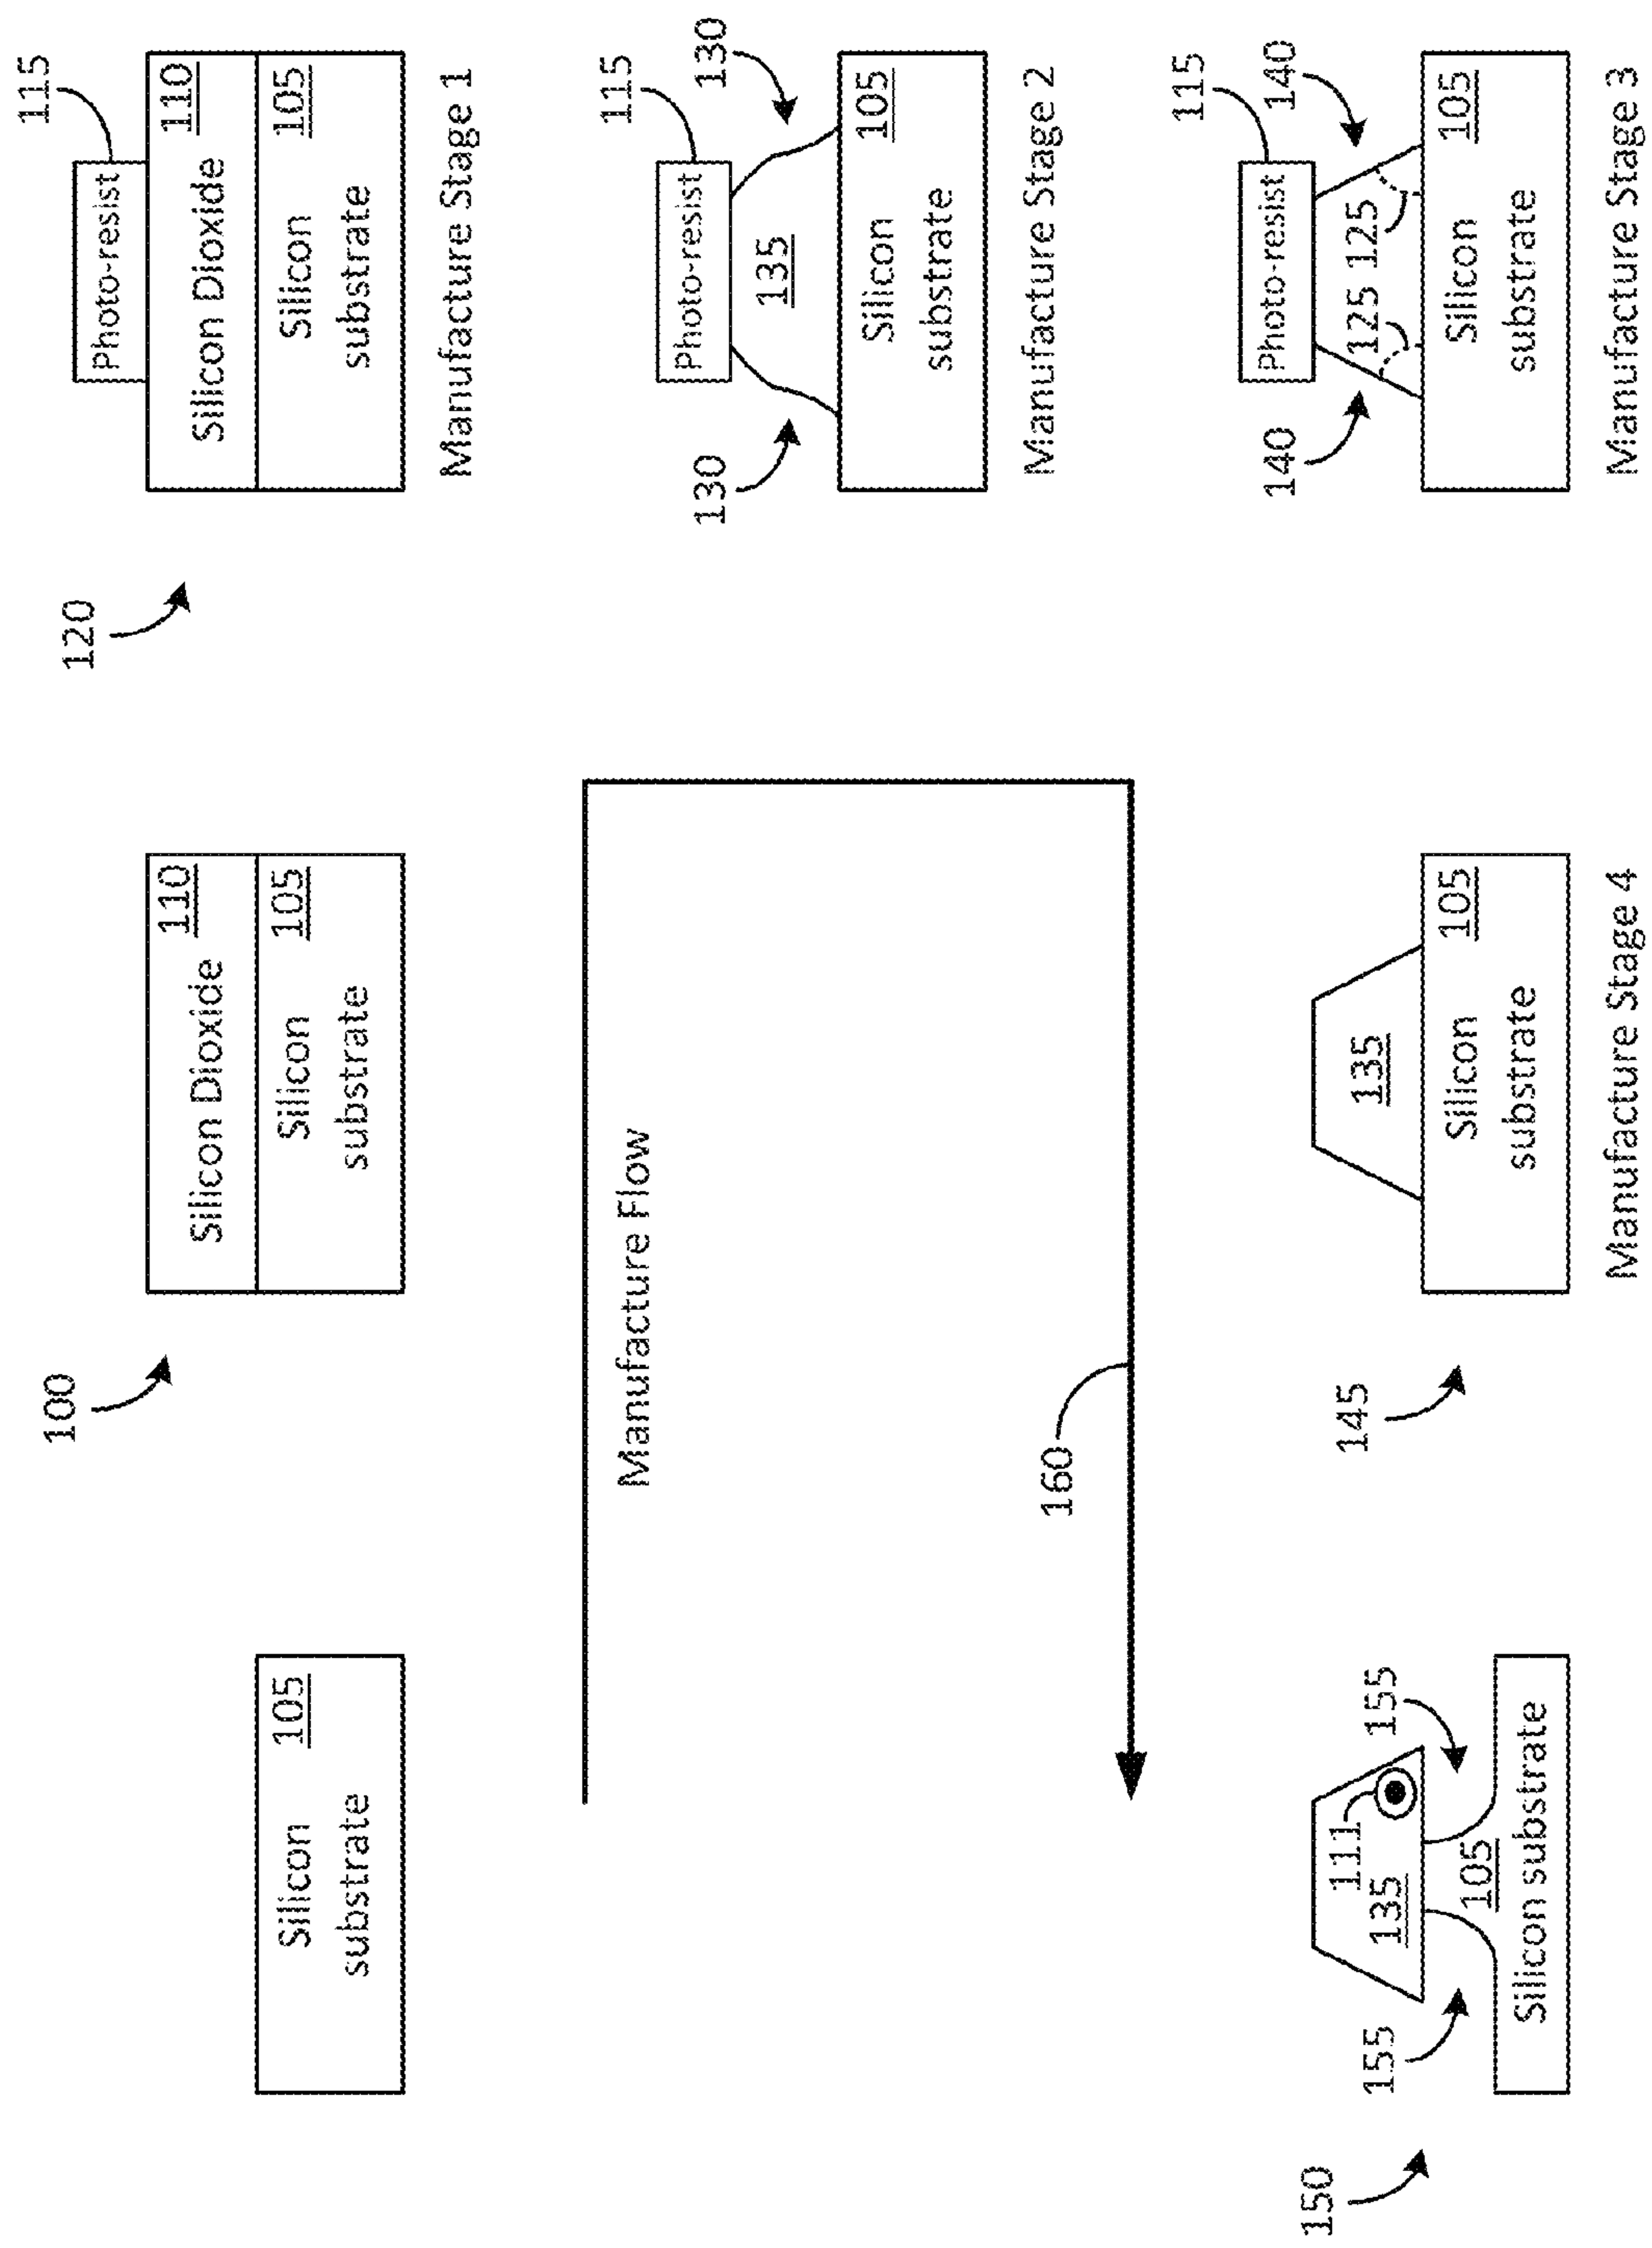 105
Silicon
substrate
100
110
Silicon Dioxide
105
Silicon
substrate
120
115
Photo-resist
110
Silicon Dioxide
105
Silicon
substrate
Manufacture Stage 1
Manufacture Flow
160
115
Photo-resist
130
130
135
105
Silicon
substrate
Manufacture Stage 2
150
155
155
111
135
105
Silicon substrate
145
135
105
Silicon
substrate
Manufacture Stage 4
115
Photo-resist
140
140
125
125
105
Silicon
substrate
Manufacture Stage 3